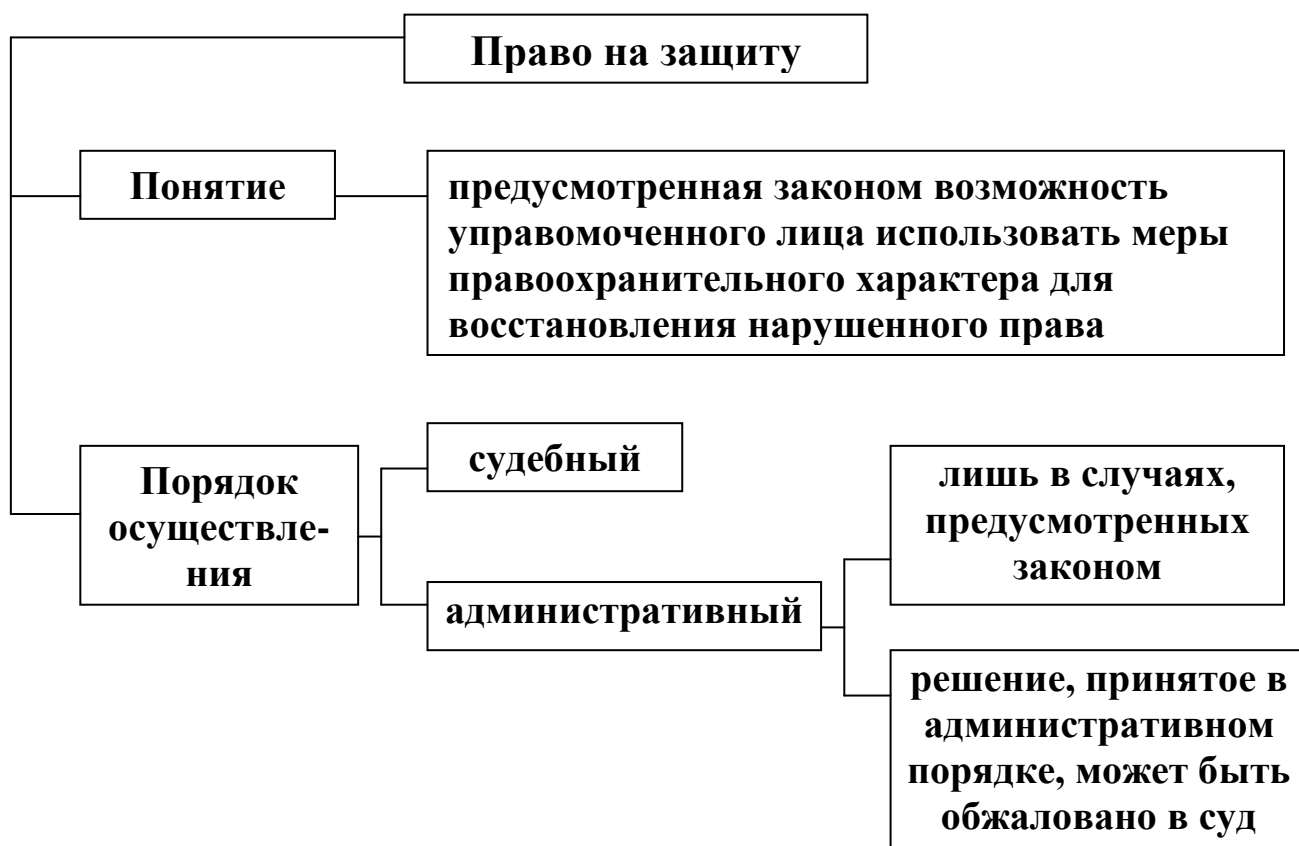 Право на защиту
Понятие
предусмотренная законом возможность
управомоченного лица использовать меры
правоохранительного характера для
восстановления нарушенного права
Порядок
осуществле-
ния
судебный
административный
лишь в случаях,
предусмотренных
законом
решение, принятое в
административном
порядке, может быть
обжаловано в суд